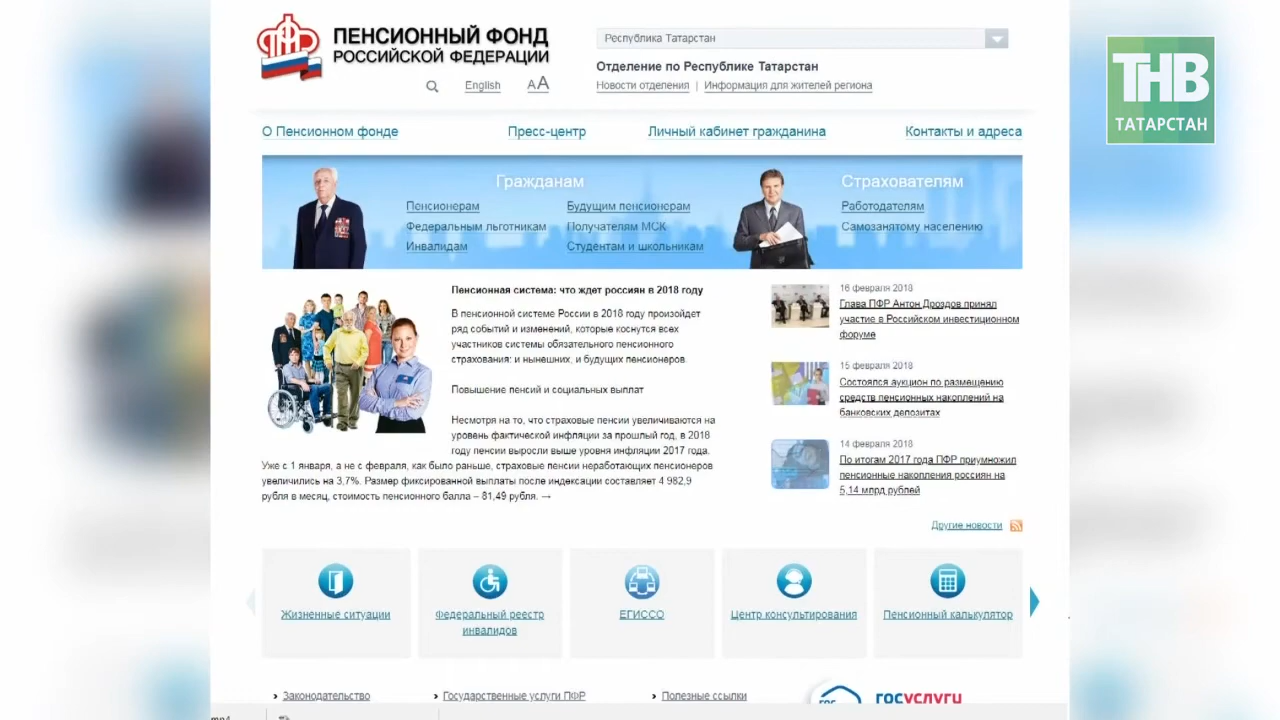 ПЕНСИОННЫЙ ФОНД
РОССИЙСКОЙ ФЕДЕРАЦИИ
English
AA
Республика Татарстан
Отделение по Республике Татарстан
Новости отделения | Информация для жителей региона
ТНВ
ТАТАРСТАН
О Пенсионном фонде
Пресс-центр
Личный кабинет гражданина
Контакты и адреса
Гражданам
Пенсионерам
Федеральным льготникам
Инвалидам
Будущим пенсионерам
Получателям МСК
Студентам и школьникам
Страхователям
Работодателям
Самозанятому населению
Пенсионная система: что ждет россиян в 2018 году
В пенсионной системе России в 2018 году произойдет
ряд событий и изменений, которые коснутся всех
участников системы обязательного пенсионного
страхования: и нынешних, и будущих пенсионеров
Повышение пенсий и социальных выплат
Несмотря на то, что страховые пенсии увеличиваются на
уровень фактической инфляции за прошлый год, в 2018
году пенсии выросли выше уровня инфляции 2017 года.
Уже с 1 января, а не с февраля, как было раньше, страховые пенсии неработающих пенсионеров
увеличились на 3,7%. Размер фиксированной выплаты после индексации составляет 4 982,9
рубля в месяц, стоимость пенсионного балла – 81,49 рубля. →
16 февраля 2018
Глава ПФР Антон Дроздов принял
участие в Российском инвестиционном
форуме
15 февраля 2018
Состоялся аукцион по размещению
средств пенсионных накоплений на
банковских депозитах
14 февраля 2018
По итогам 2017 года ПФР приумножил
пенсионные накопления россиян на
5,14 млрд рублей
Другие новости
Жизненные ситуации
Федеральный реестр
инвалидов
ЕГИССО
Центр консультирования
Пенсионный калькулятор
Законодательство
Государственные услуги ПФР
Полезные ссылки
гос
госуслуги